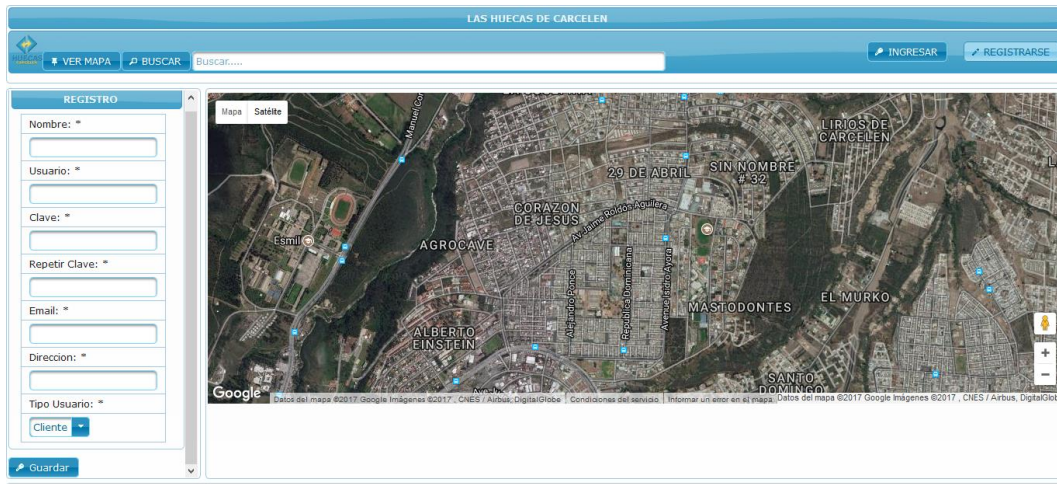 LAS HUECAS DE CARCELEN
HUECAS
VER MAPA
BUSCAR
Buscar.....
INGRESAR
REGISTRARSE
REGISTRO
Nombre: *
Usuario: *
Clave: *
Repetir Clave: *
Email: *
Direccion: *
Tipo Usuario: *
Cliente
Guardar
Mapa
Satélite
Manuel Cor
LIRIOS DE
CARCELEN
29 DE ABRIL
SIN NOMBRE
# 32
CORAZON
DE JESUS
Av. Jaime Roldós Aguilera
Esmil
AGROCAVE
Alejandro Ponce
Republica Dominicana
Avenue Isidro Ayora
MASTODONTES
EL MURKO
ALBERTO
EINSTEIN
SANTO
DOMINGO
+
−
Google
Datos del mapa ©2017 Google Imágenes ©2017 , CNES / Airbus, DigitalGlobe
Condiciones del servicio
Informar un error en el mapa
Datos del mapa ©2017 Google Imágenes ©2017 , CNES / Airbus, DigitalGlob